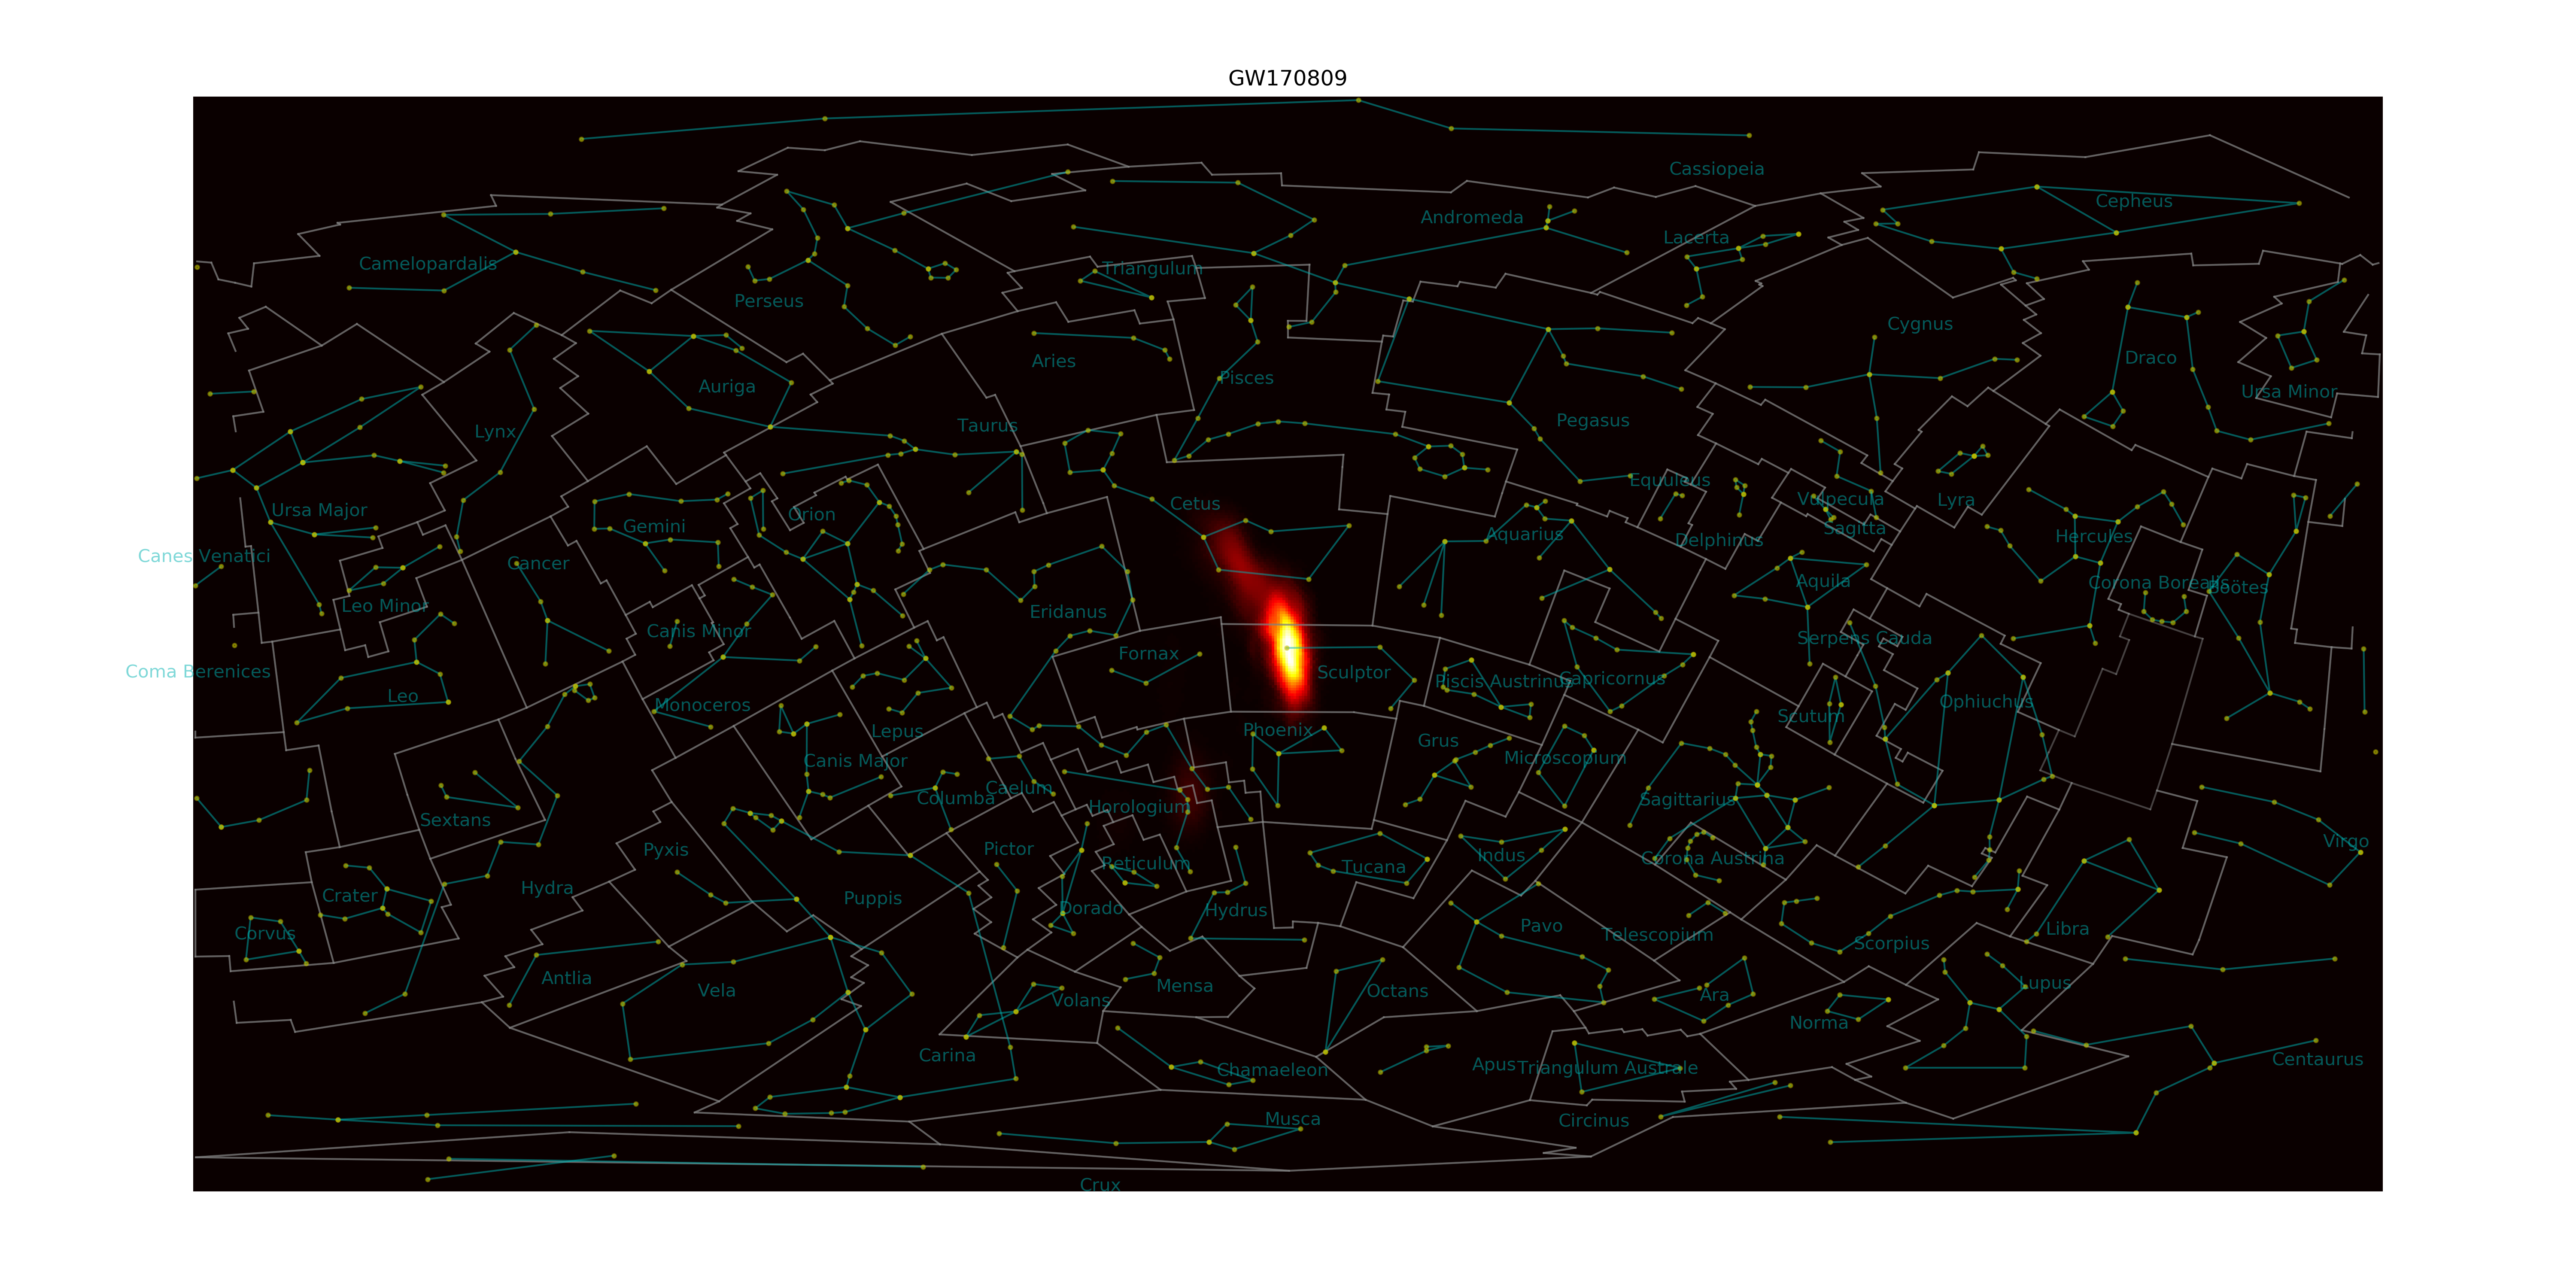 GW170809
Cassiopeia
Cepheus
Andromeda
Lacerta
Camelopardalis
Triangulum
Perseus
Cygnus
Draco
Aries
Pisces
Auriga
Ursa Minor
Pegasus
Taurus
Lynx
Equuleus
Vulpecula
Lyra
Cetus
Ursa Major
Orion
Gemini
Sagitta
Aquarius
Delphinus
Hercules
Canes Venatici
Cancer
Aquila
Corona Borealis
Boötes
Leo Minor
Eridanus
Canis Minor
Serpens Cauda
Fornax
Coma Berenices
Sculptor
Piscis Austrinus
Capricornus
Leo
Ophiuchus
Monoceros
Scutum
Lepus
Phoenix
Grus
Canis Major
Microscopium
Caelum
Columba
Sagittarius
Horologium
Sextans
Virgo
Pyxis
Pictor
Indus
Corona Austrina
Reticulum
Tucana
Hydra
Crater
Puppis
Dorado
Hydrus
Pavo
Libra
Corvus
Telescopium
Scorpius
Antlia
Lupus
Mensa
Vela
Octans
Ara
Volans
Norma
Carina
Centaurus
Apus
Triangulum Australe
Chamaeleon
Musca
Circinus
Crux